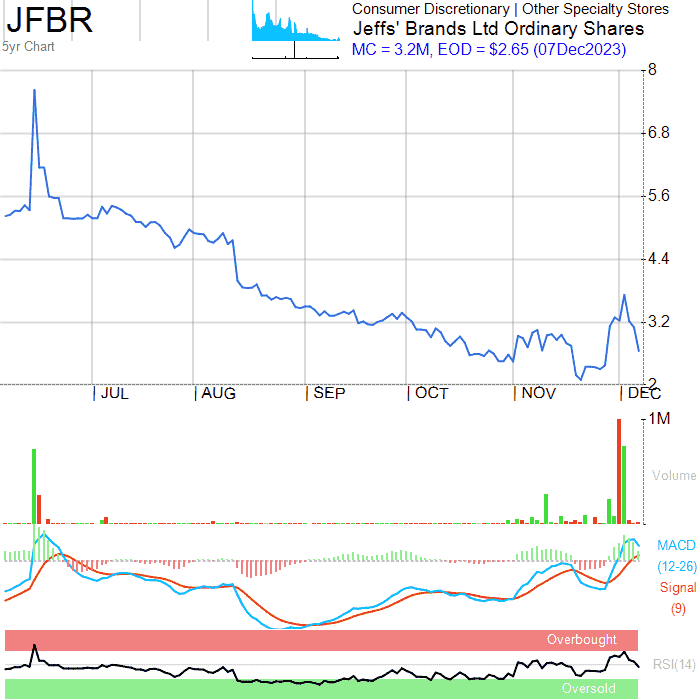 JFBR
5yr Chart
Consumer Discretionary | Other Specialty Stores
Jeffs' Brands Ltd Ordinary Shares
MC = 3.2M, EOD = $2.65 (07Dec2023)
8
6.8
5.6
4.4
3.2
2
JUL AUG SEP OCT NOV DEC
1M
Volume
MACD
(12-26)
Signal
(9)
Overbought
RSI(14)
Oversold